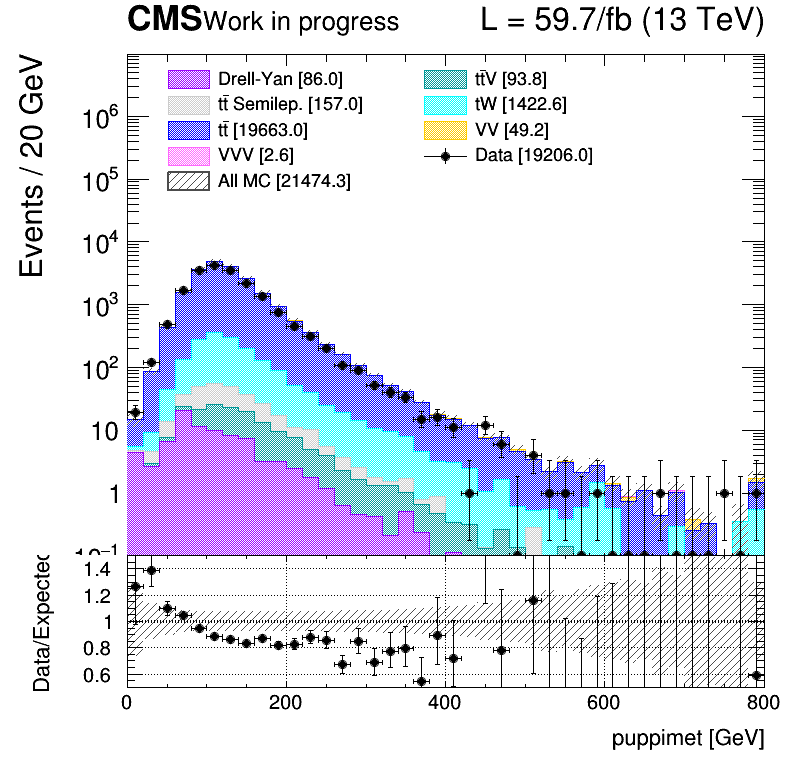 CMS Work in progress L = 59.7/fb (13 TeV)
Events / 20 GeV
Drell-Yan [86.0] tt̄V [93.8]
tt̄ Semilep. [157.0] tW [1422.6]
tt̄ [19663.0] VV [49.2]
VVV [2.6] Data [19206.0]
All MC [21474.3]
10⁶
10⁵
10⁴
10³
10²
10
1
10⁻¹
Data/Expected
1.4
1.2
1
0.8
0.6
0 200 400 600 800
puppimet [GeV]